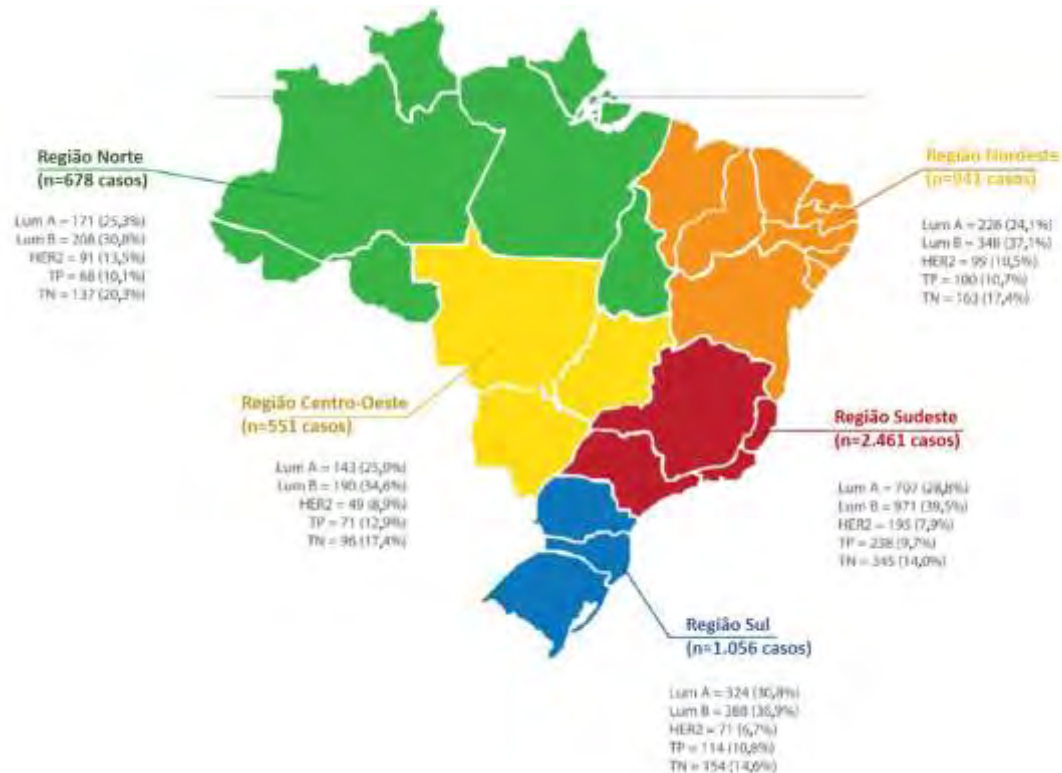 Região Norte
(n=678 casos)
Lum A = 171 (25,3%)
Lum B = 208 (30,8%)
HER2 = 91 (13,5%)
TP = 68 (10,1%)
TN = 137 (20,3%)
Região Nordeste
(n=941 casos)
Lum A = 226 (24,1%)
Lum B = 348 (37,1%)
HER2 = 99 (10,5%)
TP = 100 (10,7%)
TN = 163 (17,4%)
Região Centro-Oeste
(n=551 casos)
Lum A = 143
Lum B = 190 (34,6%)
HER2 = 49 (8,9%)
TP = 71 (12,9%)
TN = 96 (17,4%)
Região Sudeste
(n=2.461 casos)
Lum A = 707 (28,8%)
Lum B = 971 (39,5%)
HER2 = 195 (7,9%)
TP = 238 (9,7%)
TN = 345 (14,0%)
Região Sul
(n=1.056 casos)
Lum A = 324 (30,8%)
Lum B = 388 (36,9%)
HER2 = 71 (6,7%)
TP = 114 (10,8%)
TN = 154 (14,6%)